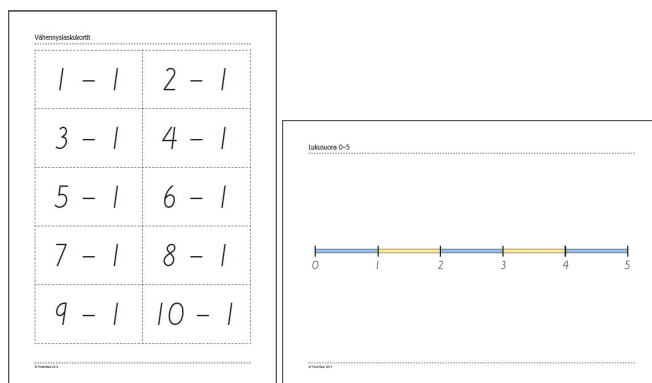 Vähennyslaskukortit
1 - 1 2 - 1
3 - 1 4 - 1
5 - 1 6 - 1
7 - 1 8 - 1
9 - 1 10 - 1
Lukusuora 0–5
0 1 2 3 4 5